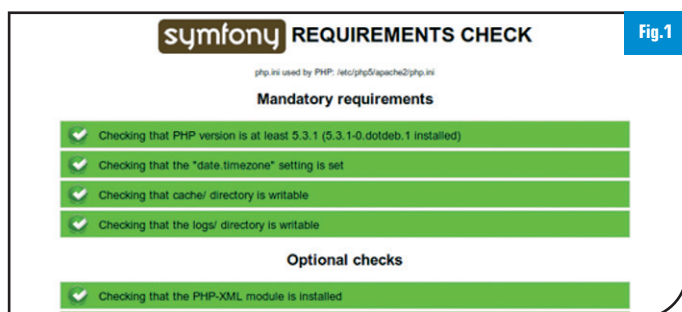 symfony REQUIREMENTS CHECK
Fig.1
php.ini used by PHP: /etc/php5/apache2/php.ini
Mandatory requirements
Checking that PHP version is at least 5.3.1 (5.3.1-0.dotdeb.1 installed)
Checking that the "date.timezone" setting is set
Checking that cache/ directory is writable
Checking that the logs/ directory is writable
Optional checks
Checking that the PHP-XML module is installed